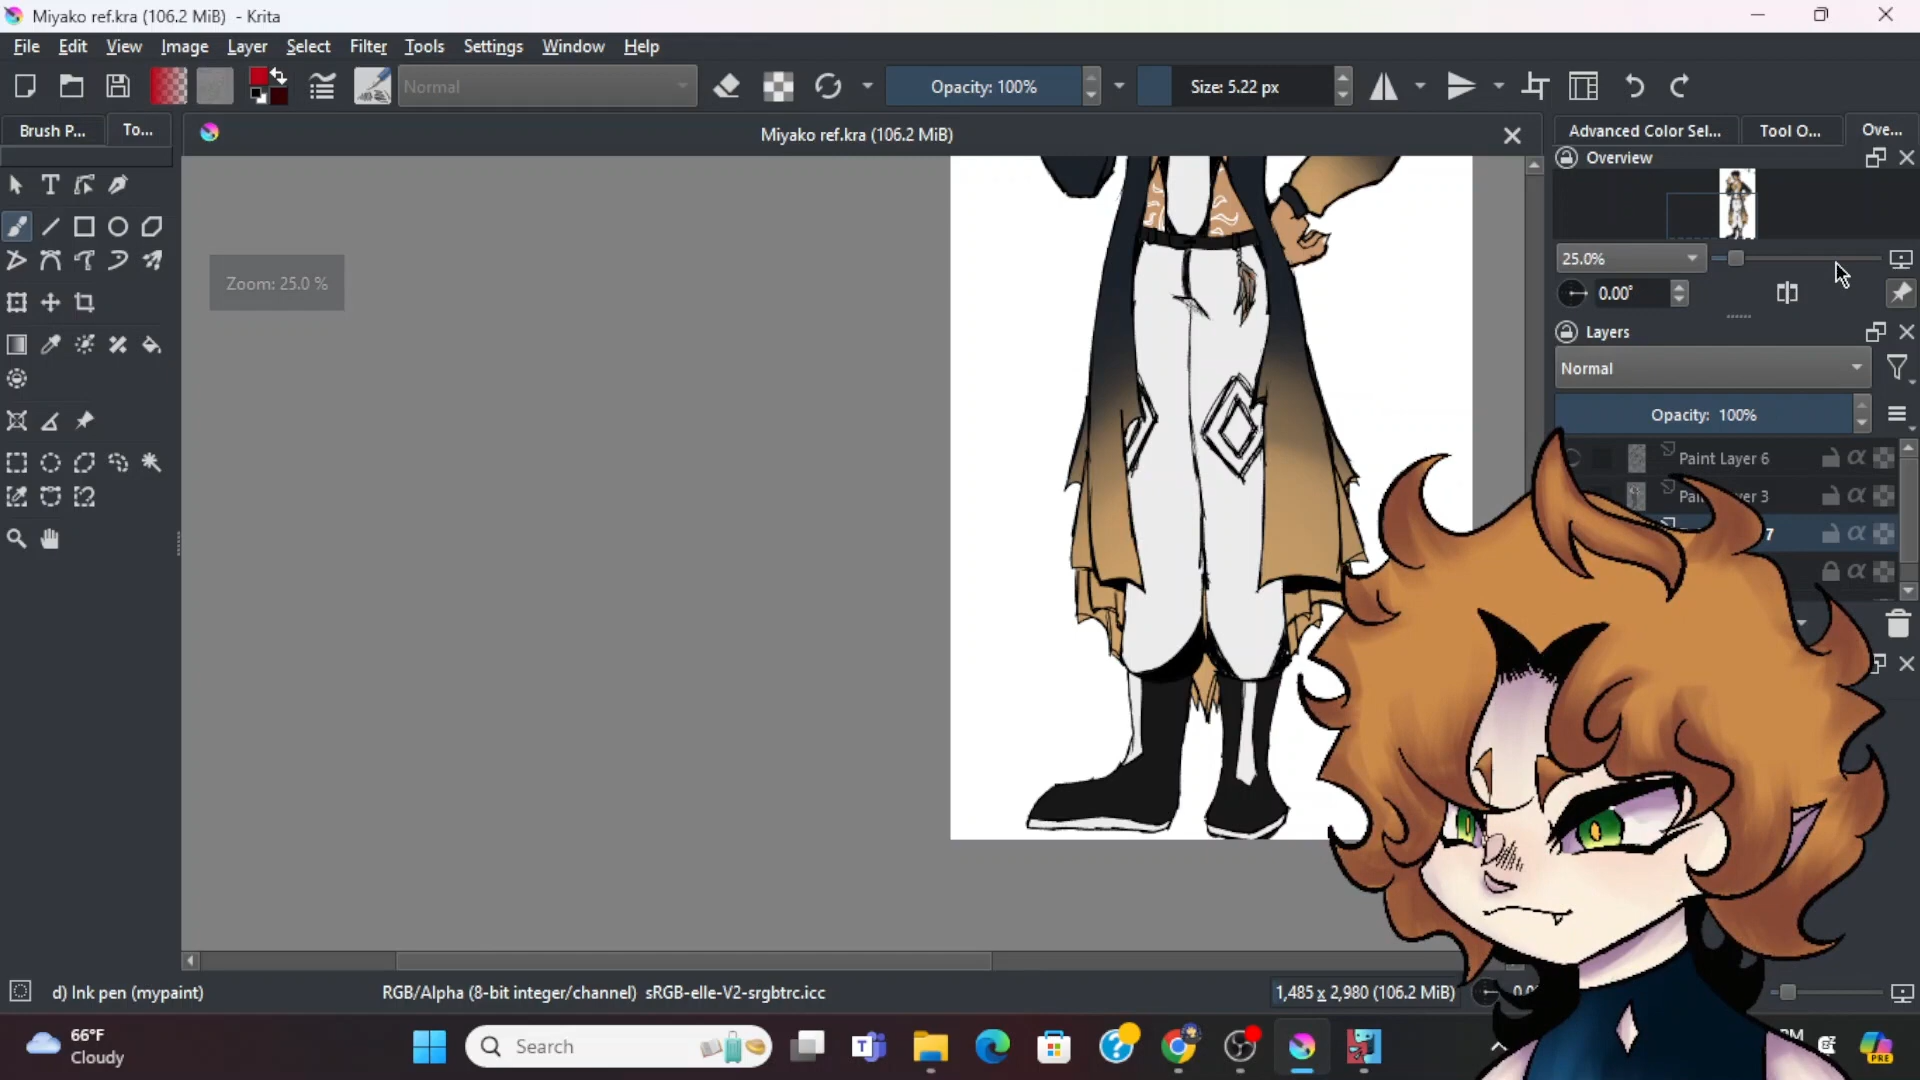 Miyako ref.kra (106.2 MiB) - Krita
File Edit View Image Layer Select Filter Tools Settings Window Help
Normal
Opacity: 100%
Size: 5.22 px
Brush P...
To...
Miyako ref.kra (106.2 MiB)
Advanced Color Sel...
Tool O...
Ove...
Overview
Zoom: 25.0 %
25.0%
0.00°
Layers
Normal
Opacity: 100%
Paint Layer 6
7
d) Ink pen (mypaint)
RGB/Alpha (8-bit integer/channel) sRGB-elle-V2-srgbtrc.icc
1,485 x 2,980 (106.2 MiB)
66°F
Cloudy
Search
PRE